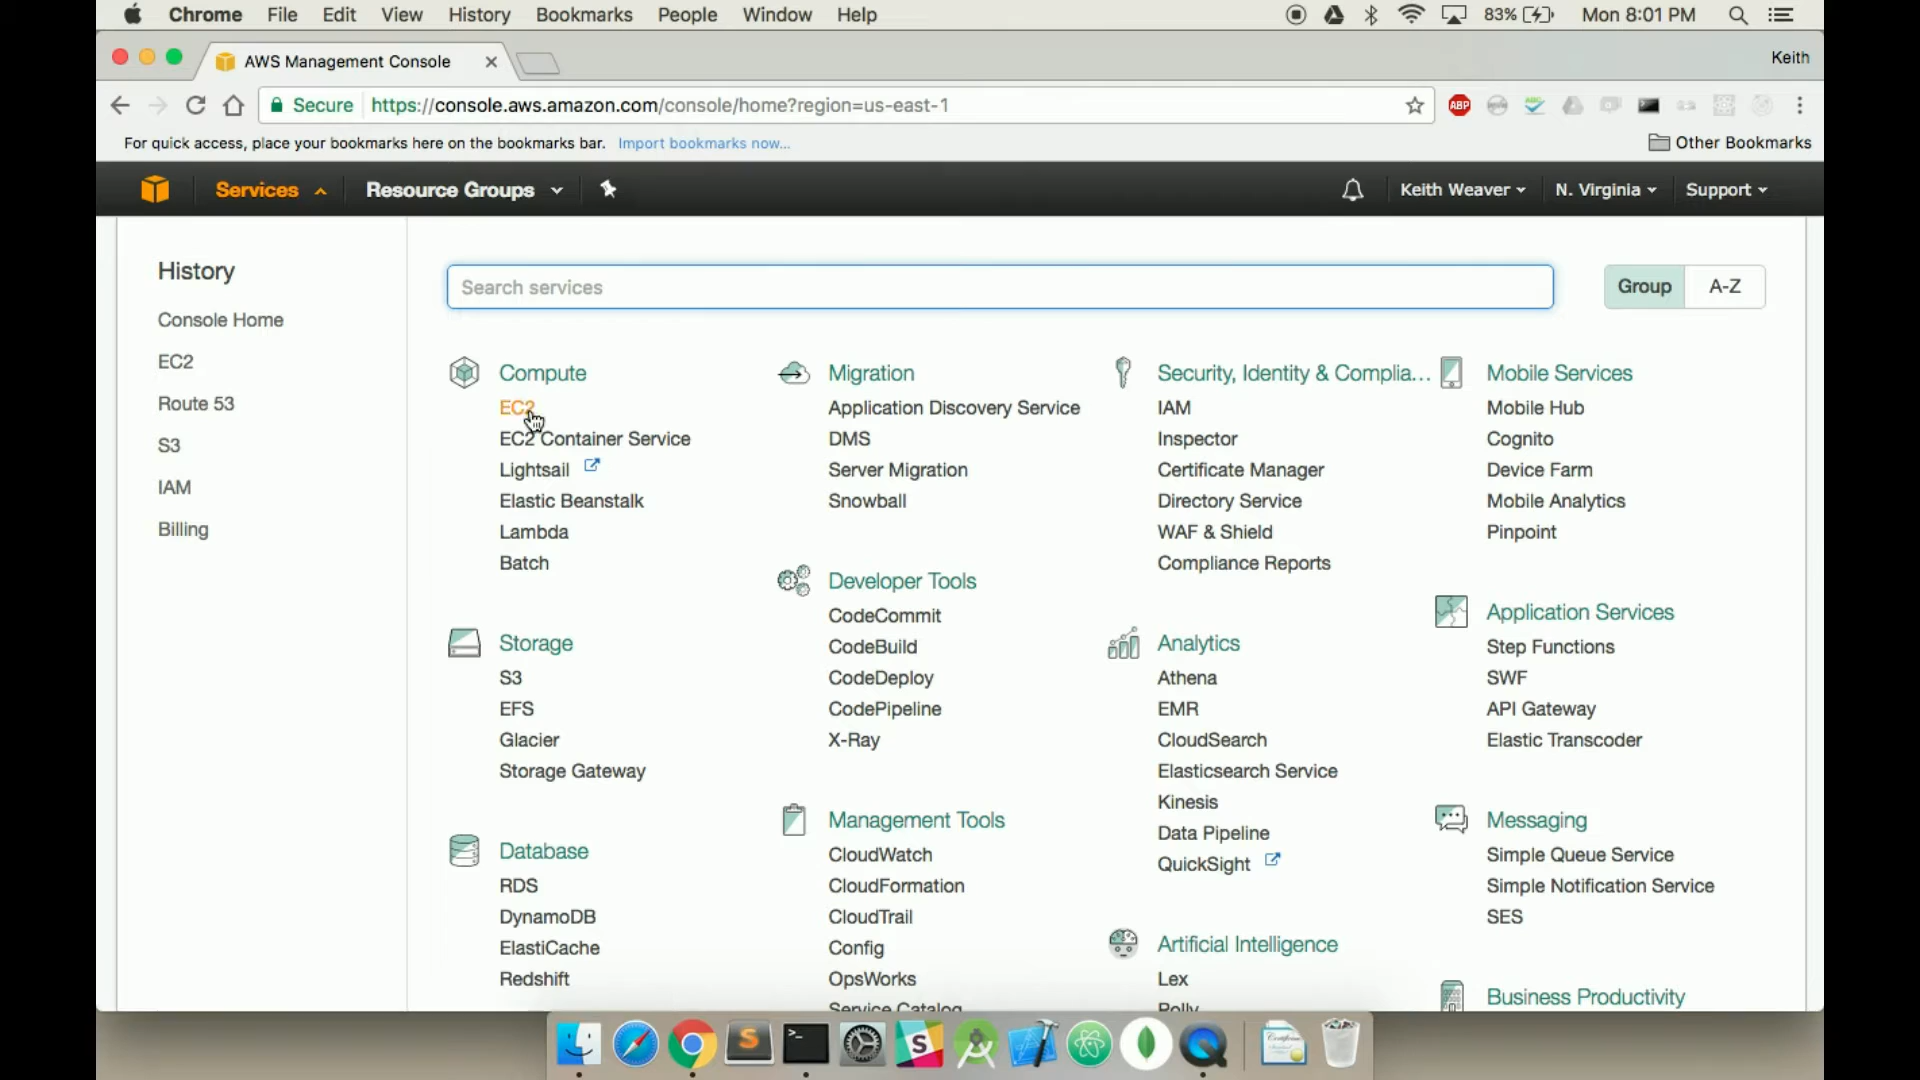 Chrome File Edit View History Bookmarks People Window Help 83% Mon 8:01 PM
AWS Management Console Keith
Secure https://console.aws.amazon.com/console/home?region=us-east-1 ABP
For quick access, place your bookmarks here on the bookmarks bar. Import bookmarks now... Other Bookmarks
Services Resource Groups Keith Weaver N. Virginia Support
History
Console Home
EC2
Route 53
S3
IAM
Billing
Search services
Group A-Z
Compute
EC2
EC2 Container Service
Lightsail
Elastic Beanstalk
Lambda
Batch
Storage
S3
EFS
Glacier
Storage Gateway
Database
RDS
DynamoDB
ElastiCache
Redshift
Migration
Application Discovery Service
DMS
Server Migration
Snowball
Developer Tools
CodeCommit
CodeBuild
CodeDeploy
CodePipeline
X-Ray
Management Tools
CloudWatch
CloudFormation
CloudTrail
Config
OpsWorks
Service Catalog
Security, Identity & Complia...
IAM
Inspector
Certificate Manager
Directory Service
WAF & Shield
Compliance Reports
Analytics
Athena
EMR
CloudSearch
Elasticsearch Service
Kinesis
Data Pipeline
QuickSight
Artificial Intelligence
Lex
Polly
Mobile Services
Mobile Hub
Cognito
Device Farm
Mobile Analytics
Pinpoint
Application Services
Step Functions
SWF
API Gateway
Elastic Transcoder
Messaging
Simple Queue Service
Simple Notification Service
SES
Business Productivity